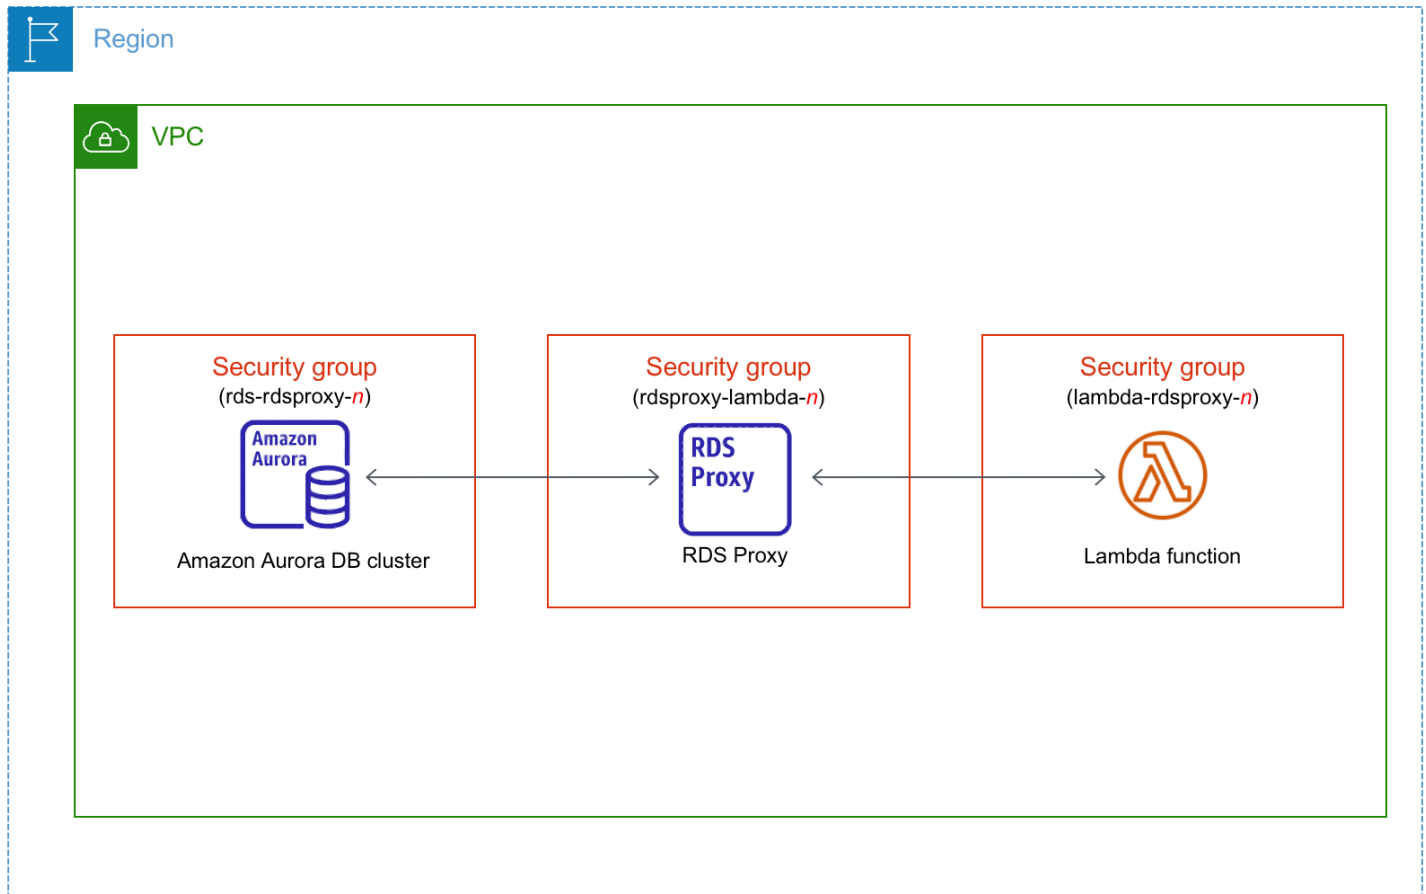 Region
VPC
Security group
(rds-rdsproxy-n)
Amazon
Aurora
Amazon Aurora DB cluster
Security group
(rdsproxy-lambda-n)
RDS
Proxy
RDS Proxy
Security group
(lambda-rdsproxy-n)
Lambda function